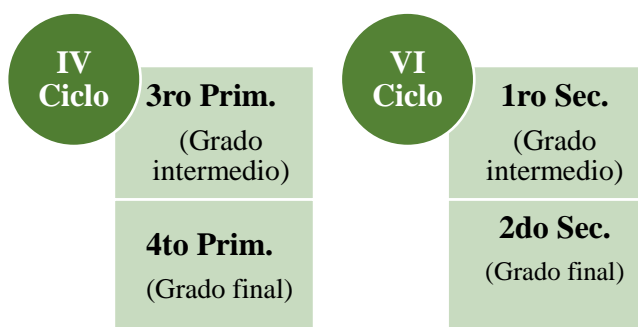 IV
Ciclo
3ro Prim.
(Grado
intermedio)
4to Prim.
(Grado final)
VI
Ciclo
1ro Sec.
(Grado
intermedio)
2do Sec.
(Grado final)